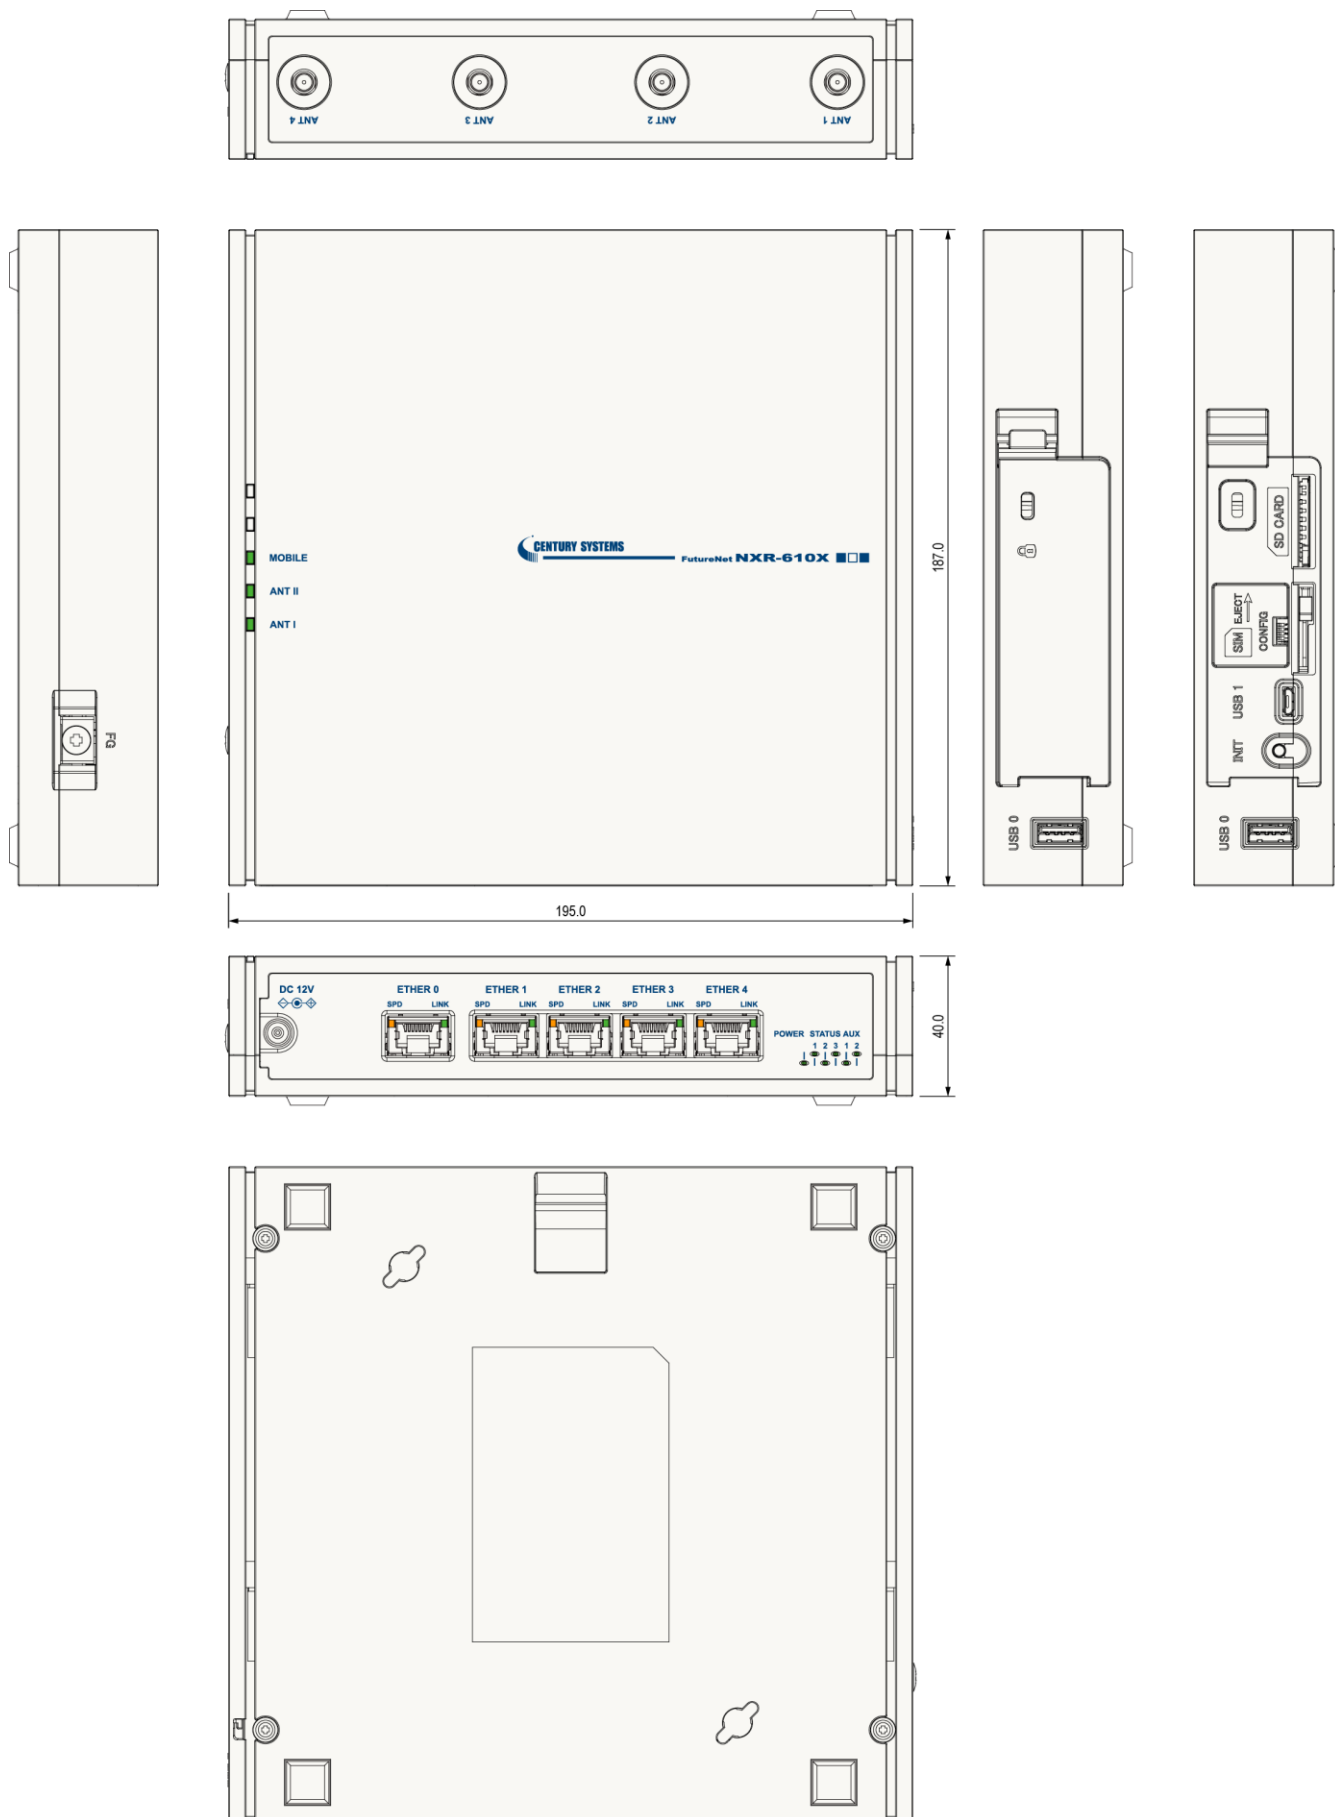 ANT 4 ANT 3 ANT 2 ANT 1
FG
MOBILE
ANT II
ANT I
CENTURY SYSTEMS
FutureNet NXR-610X
187.0
195.0
USB 0
SD CARD
SIM
EJECT
CONFIG
USB 1
INIT
USB 0
DC 12V
ETHER 0 ETHER 1 ETHER 2 ETHER 3 ETHER 4
SPD LINK SPD LINK SPD LINK SPD LINK SPD LINK
POWER STATUS AUX
1 2 3 1 2
40.0